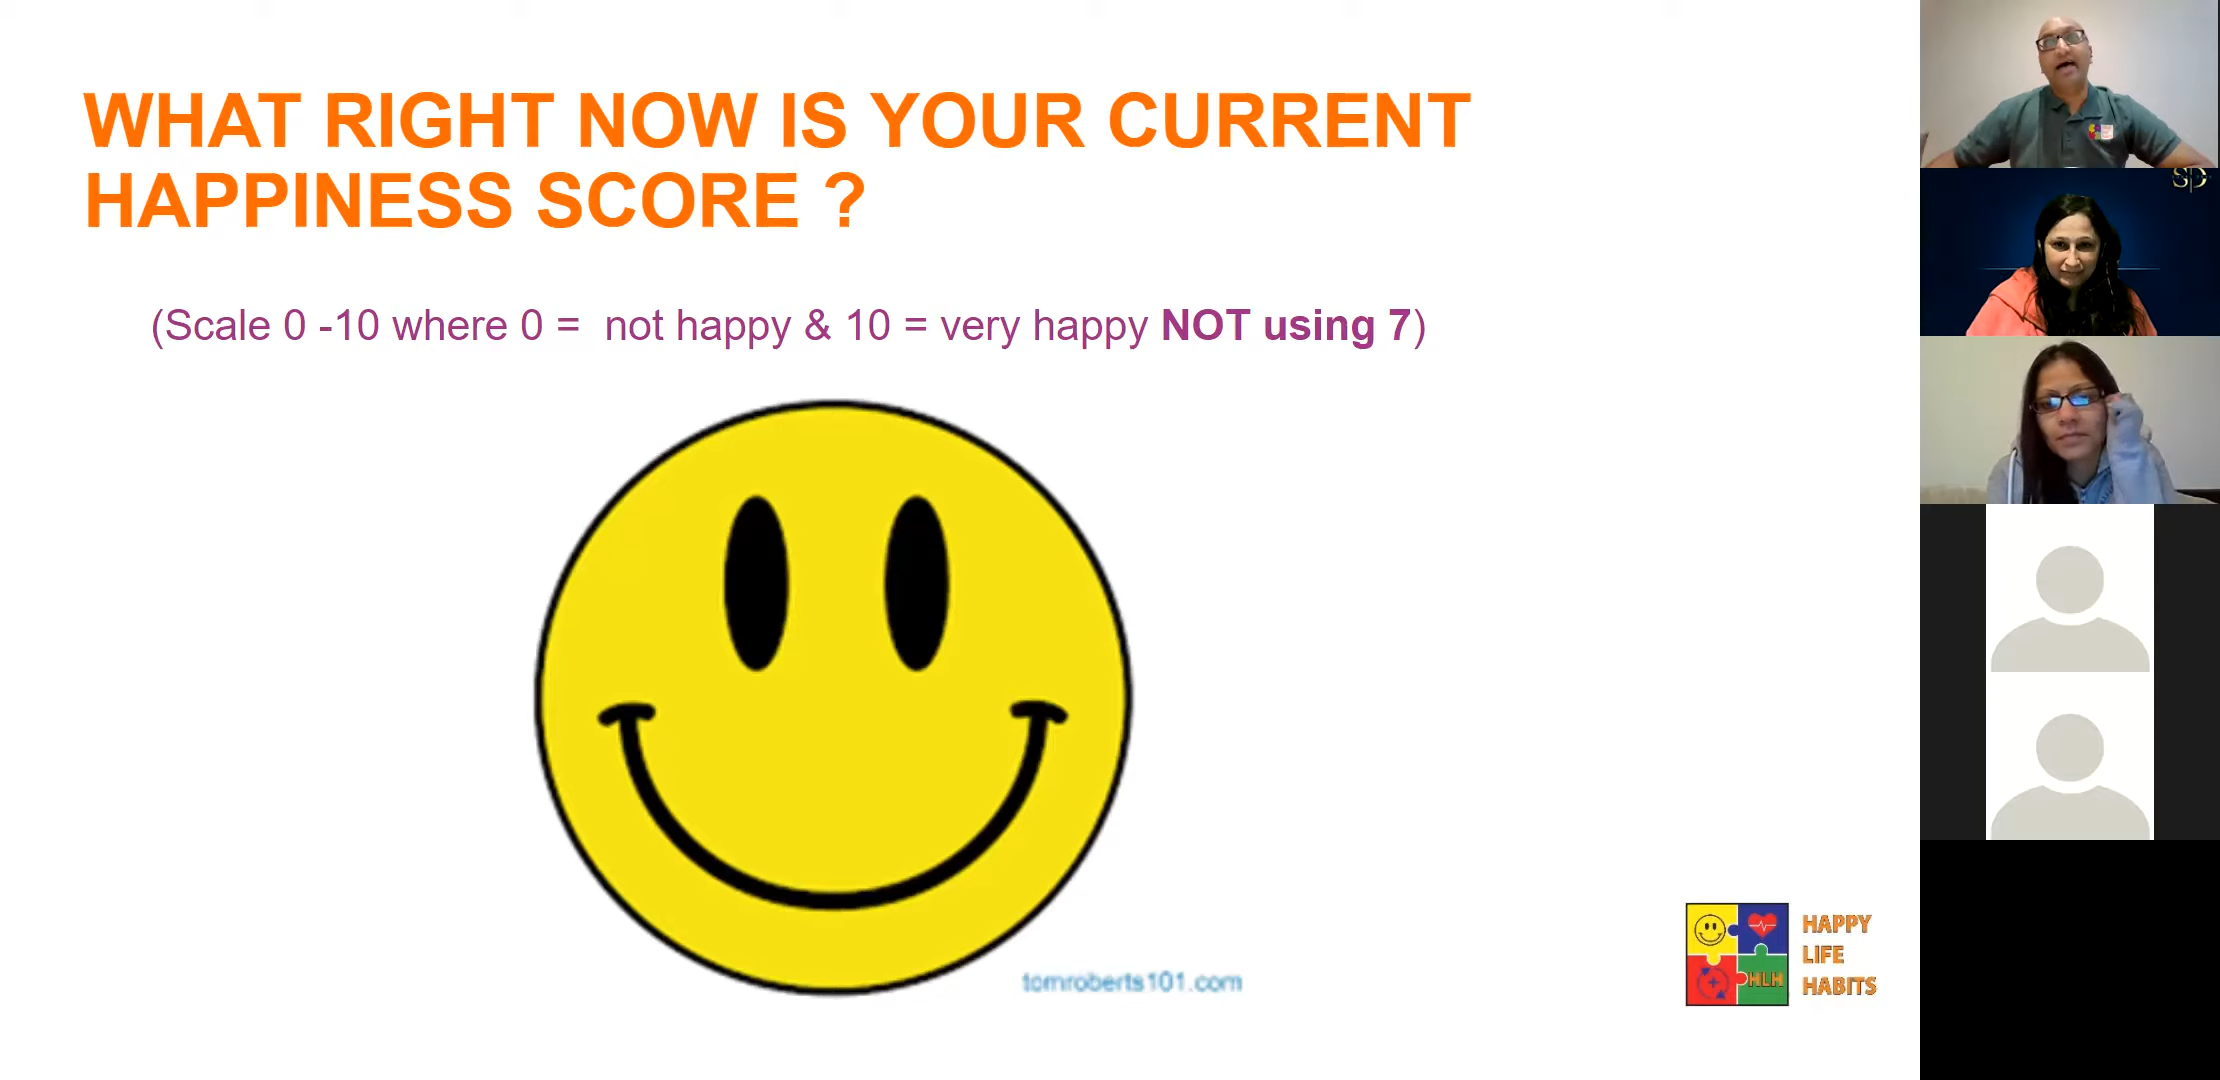 WHAT RIGHT NOW IS YOUR CURRENT
HAPPINESS SCORE ?
(Scale 0 -10 where 0 =  not happy & 10 = very happy NOT using 7)
tomroberts101.com
HLH
HAPPY
LIFE
HABITS
SP